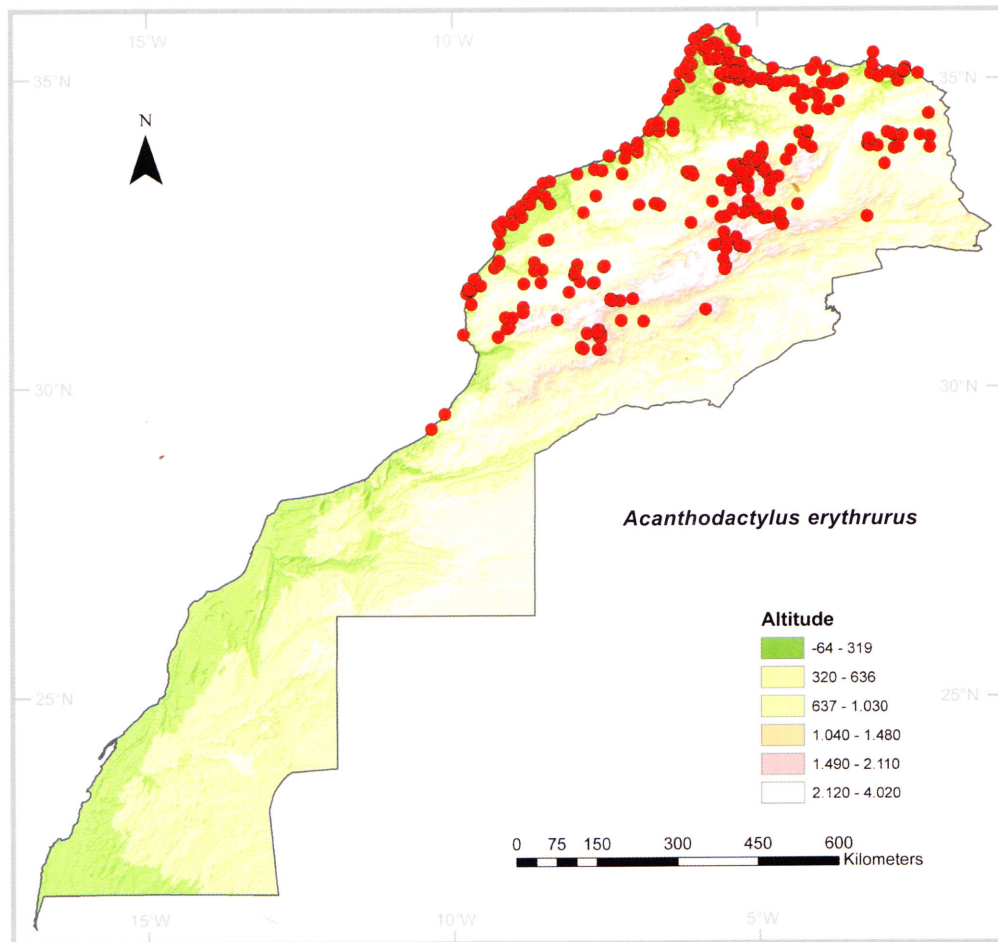 15°W 10°W 5°W
35°N 35°N
N
30°N 30°N
Acanthodactylus erythrurus
Altitude
-64 - 319
320 - 636
637 - 1.030
1.040 - 1.480
1.490 - 2.110
2.120 - 4.020
25°N 25°N
0 75 150 300 450 600
Kilometers
15°W 10°W 5°W